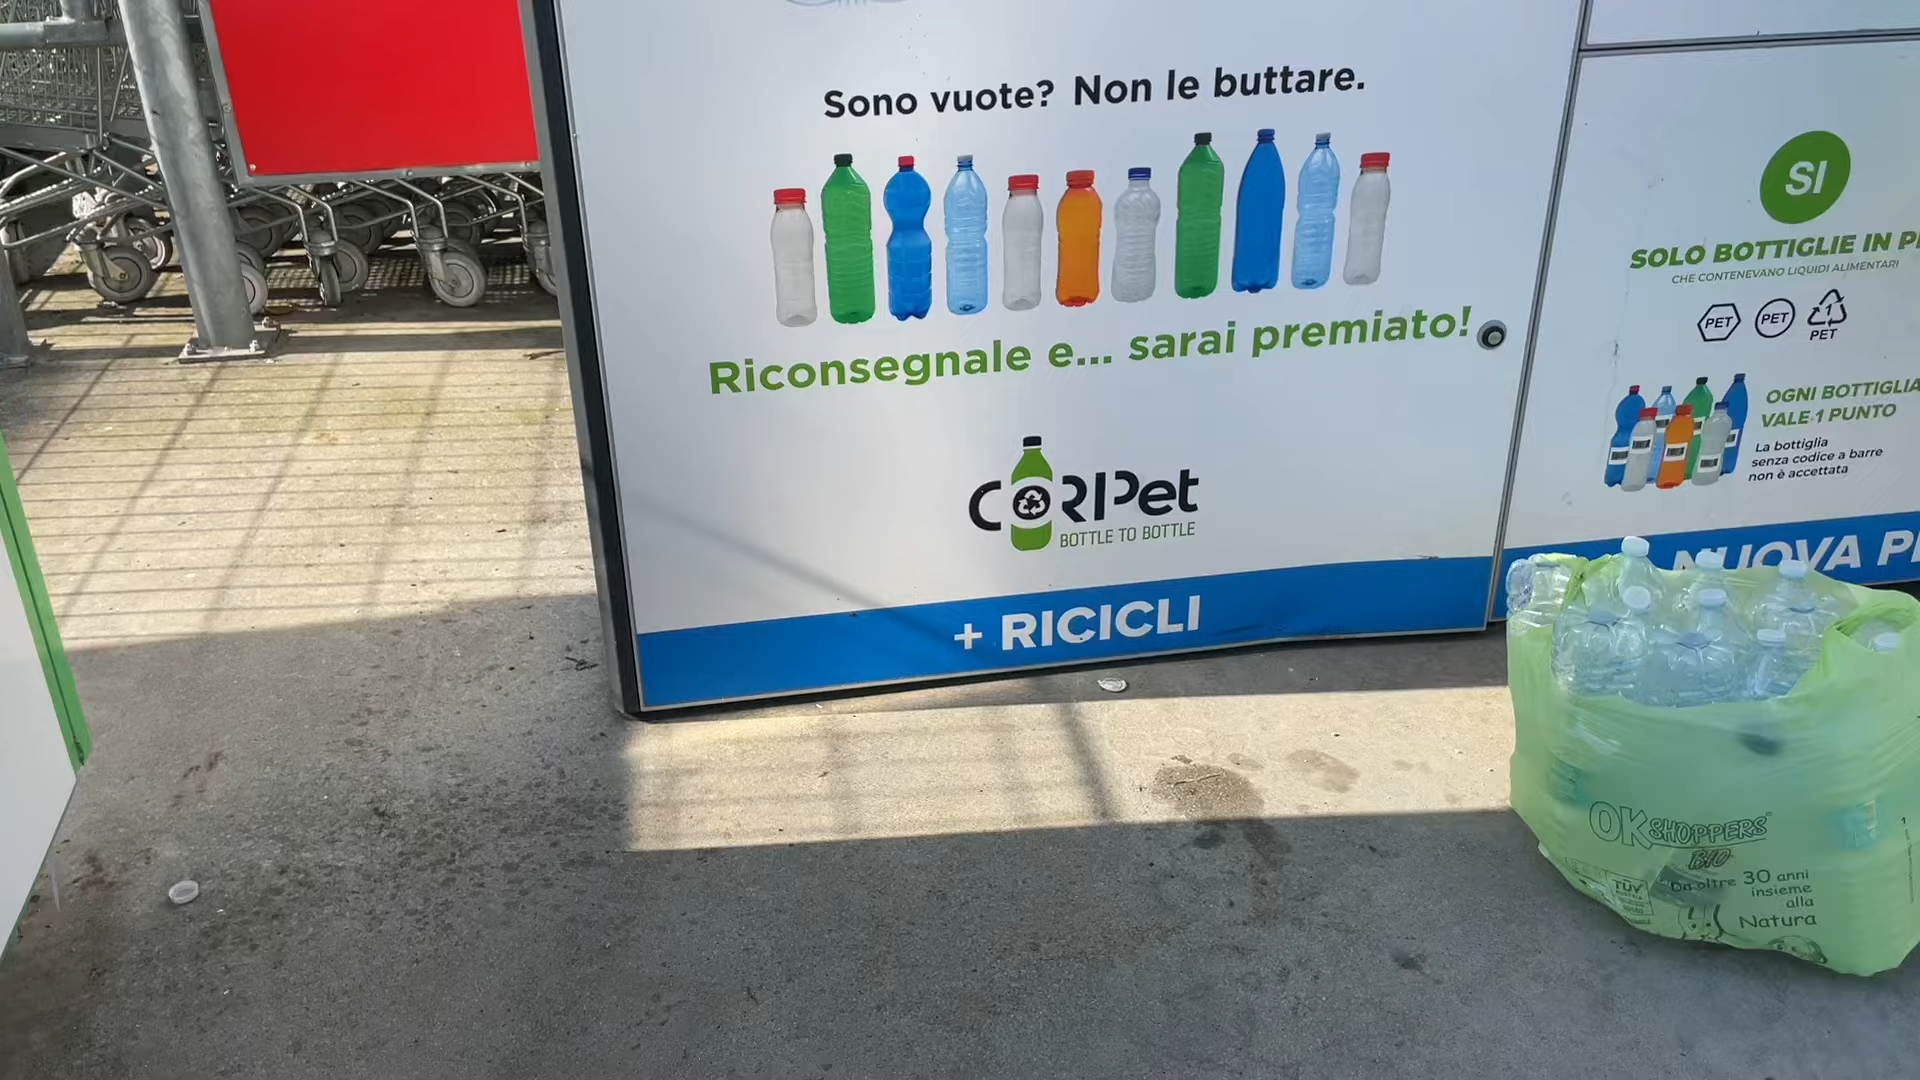 Sono vuote? Non le buttare.
Riconsegnale e... sarai premiato!
CORIPet
BOTTLE TO BOTTLE
+ RICICLI
SI
SOLO BOTTIGLIE IN
CHE CONTENEVANO LIQUIDI ALIMENTARI
PET
PET
1
PET
OGNI BOTTIGLIA
VALE 1 PUNTO
La bottiglia
senza codice a barre
non è accettata
NUOVA
OK SHOPPERS
BIO
TÜV
Da oltre 30 anni
insieme
alla
Natura